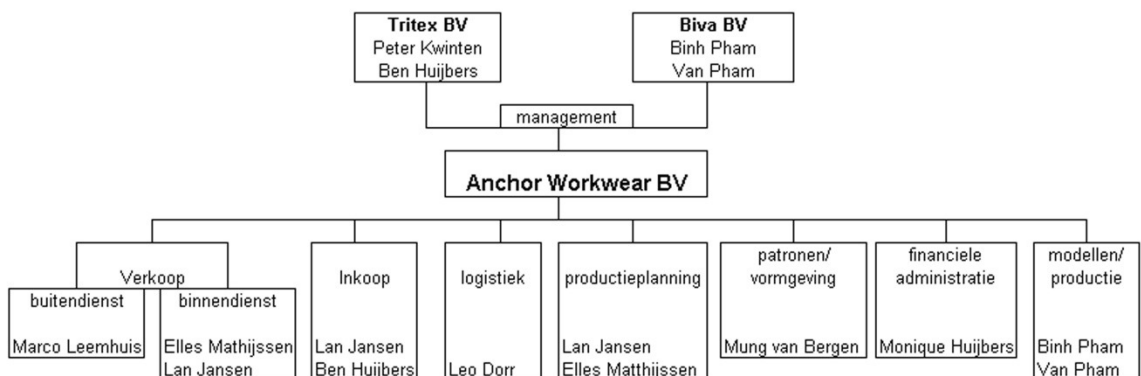 Tritex BV
Peter Kwinten
Ben Huijbers
Biva BV
Binh Pham
Van Pham
management
Anchor Workwear BV
Verkoop
buitendienst
Marco Leemhuis
binnendienst
Elles Mathijssen
Lan Jansen
Inkoop
Lan Jansen
Ben Huijbers
logistiek
Leo Dorr
productieplanning
Lan Jansen
Elles Matthijssen
patronen/
vormgeving
Mung van Bergen
financiele
administratie
Monique Huijbers
modellen/
productie
Binh Pham
Van Pham